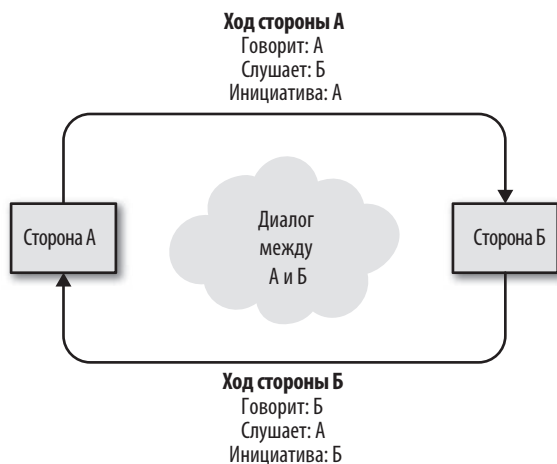 Ход стороны А
Говорит: А
Слушает: Б
Инициатива: А
Сторона А
Диалог
между
А и Б
Сторона Б
Ход стороны Б
Говорит: Б
Слушает: А
Инициатива: Б